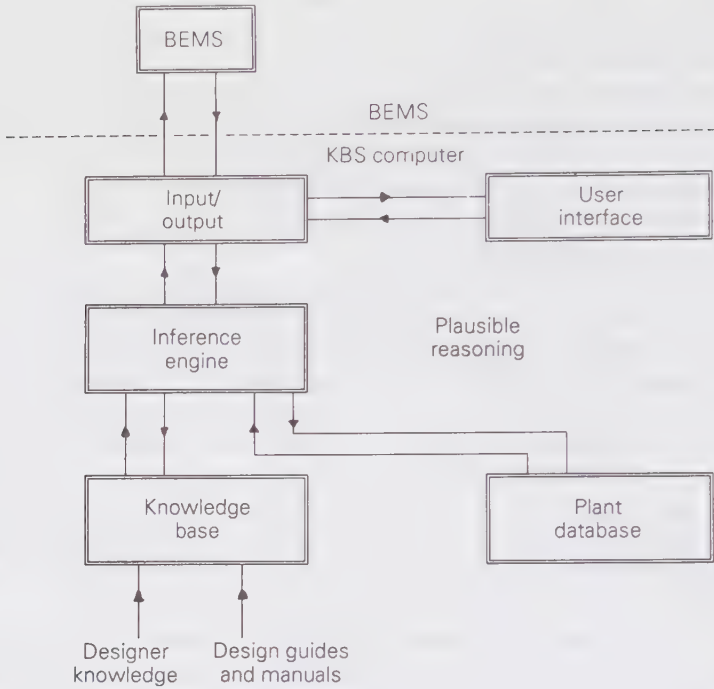 BEMS
BEMS
KBS computer
Input/
output
User
interface
Inference
engine
Plausible
reasoning
Knowledge
base
Plant
database
Designer
knowledge
Design guides
and manuals